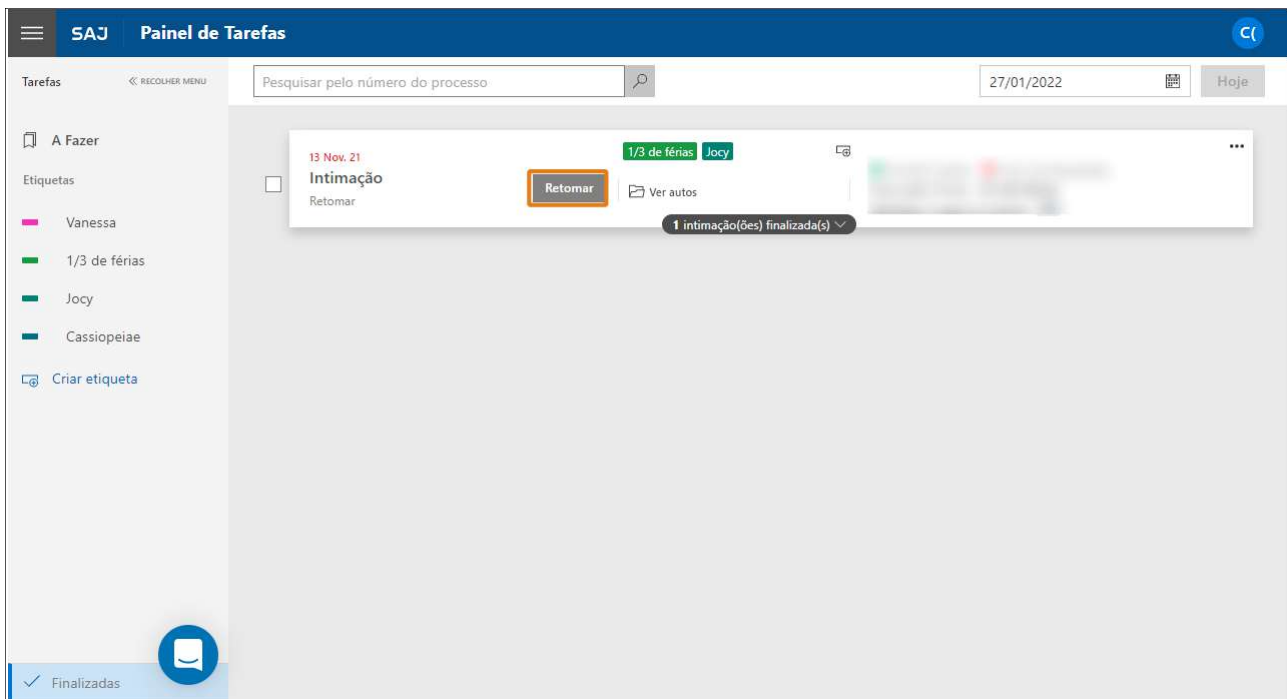 SAJ Painel de Tarefas C(
Tarefas RECOLHER MENU Pesquisar pelo número do processo 27/01/2022 Hoje
A Fazer
Etiquetas
Vanessa
1/3 de férias
Jocy
Cassiopeiae
Criar etiqueta
Finalizadas
13 Nov. 21
Intimação
Retomar
Retomar
1/3 de férias Jocy
Ver autos
1 intimação(ões) finalizada(s)